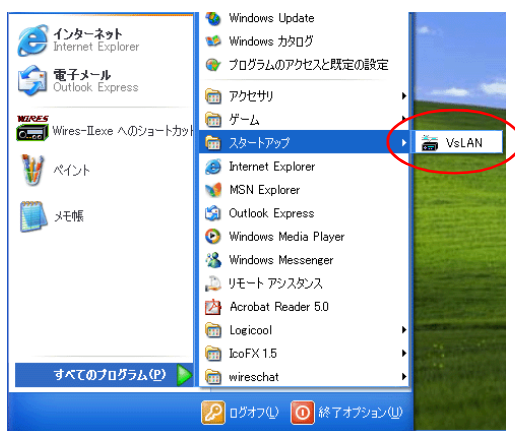 インターネット
Internet Explorer
電子メール
Outlook Express
WIRES
Wires-IIexe へのショートカット
ペイント
メモ帳
すべてのプログラム(P)
Windows Update
Windows カタログ
プログラムのアクセスと既定の設定
アクセサリ
ゲーム
スタートアップ
VsLAN
Internet Explorer
MSN Explorer
Outlook Express
Windows Media Player
Windows Messenger
リモート アシスタンス
Acrobat Reader 5.0
Logicool
IcoFX 1.5
wireschat
ログオフ(L)
終了オプション(U)